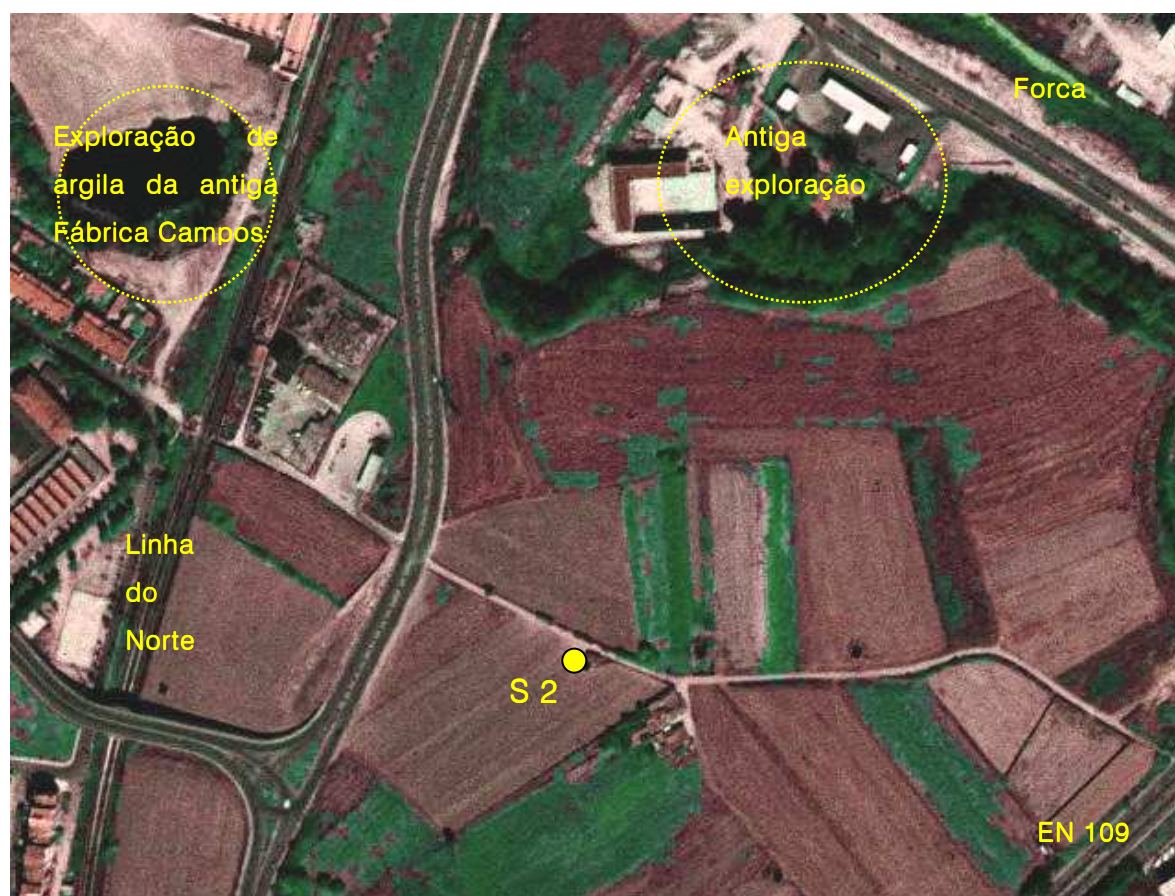 Forca
Exploração de
argila da antiga
Fábrica Campos
Antiga
exploração
Linha
do
Norte
S 2
EN 109